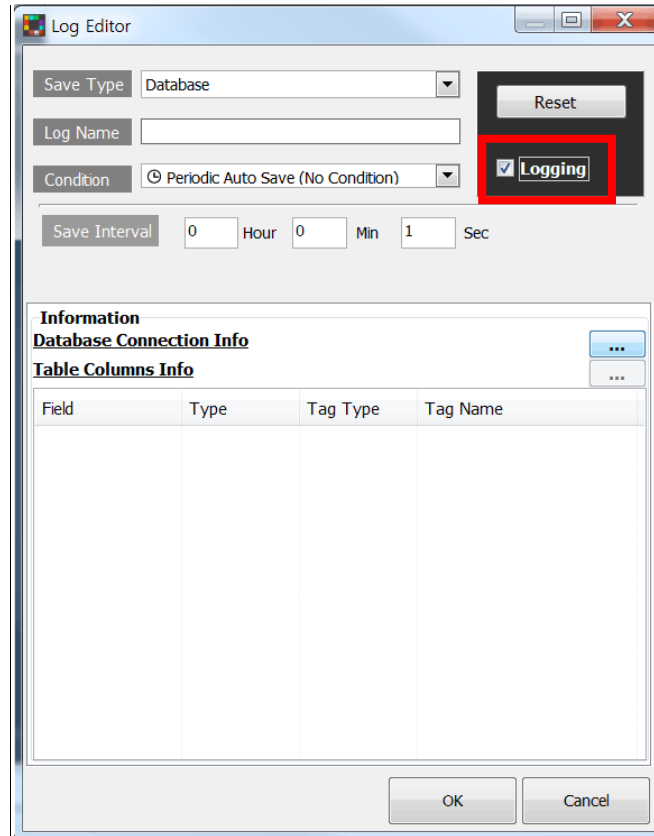 Log Editor
Save Type
Database
Reset
Log Name
Logging
Condition
Periodic Auto Save (No Condition)
Save Interval
0 Hour 0 Min 1 Sec
Information
Database Connection Info
...
Table Columns Info
...
Field Type Tag Type Tag Name
OK Cancel